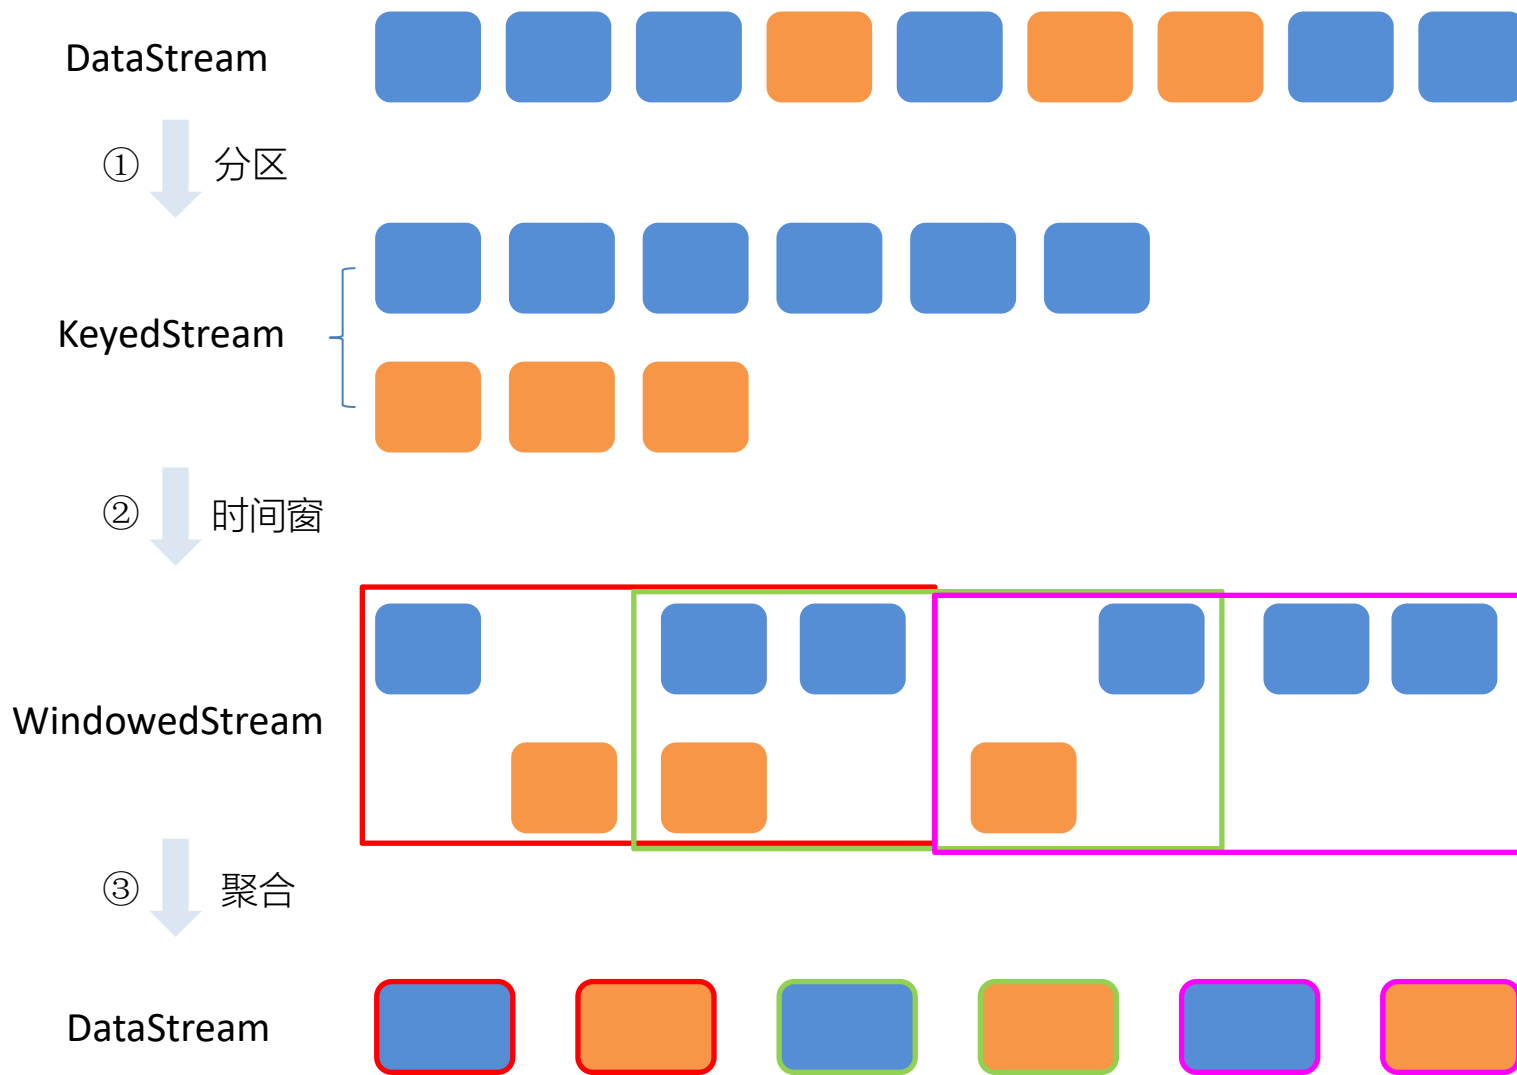 DataStream
① 分区
KeyedStream
② 时间窗
WindowedStream
③ 聚合
DataStream